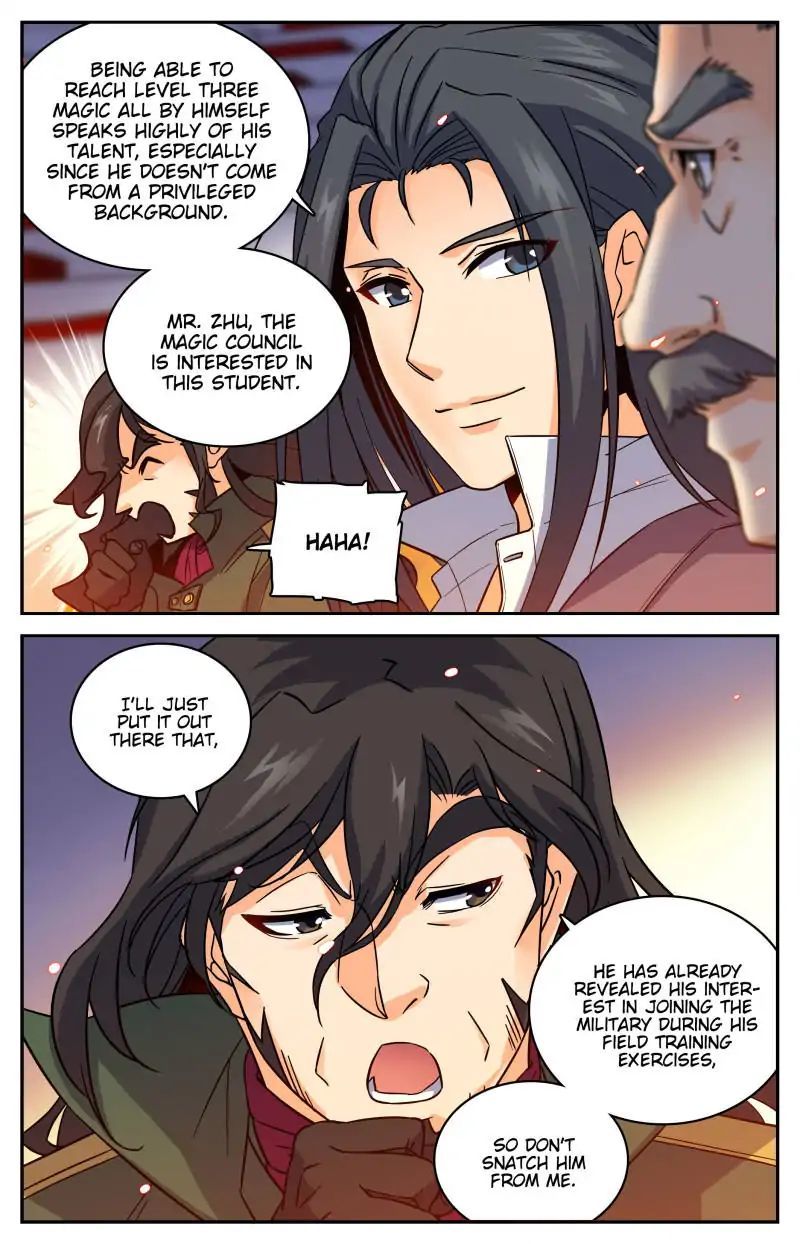 BEING ABLE TO
REACH LEVEL THREE
MAGIC ALL BY HIMSELF
SPEAKS HIGHLY OF HIS
TALENT, ESPECIALLY
SINCE HE DOESN'T COME
FROM A PRIVILEGED
BACKGROUND.
MR. ZHU, THE
MAGIC COUNCIL
IS INTERESTED IN
THIS STUDENT.
HAHA!
I'LL JUST
PUT IT OUT
THERE THAT,
HE HAS ALREADY
REVEALED HIS INTER-
EST IN JOINING THE
MILITARY DURING HIS
FIELD TRAINING
EXERCISES,
SO DON'T
SNATCH HIM
FROM ME.